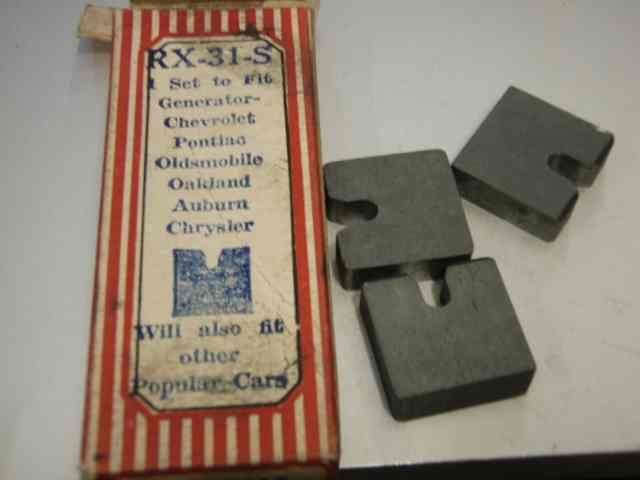 RX-31-S
1 Set to Fit
Generator-
Chevrolet
Pontiac
Oldsmobile
Oakland
Auburn
Chrysler
Will also fit
other
Popular Cars